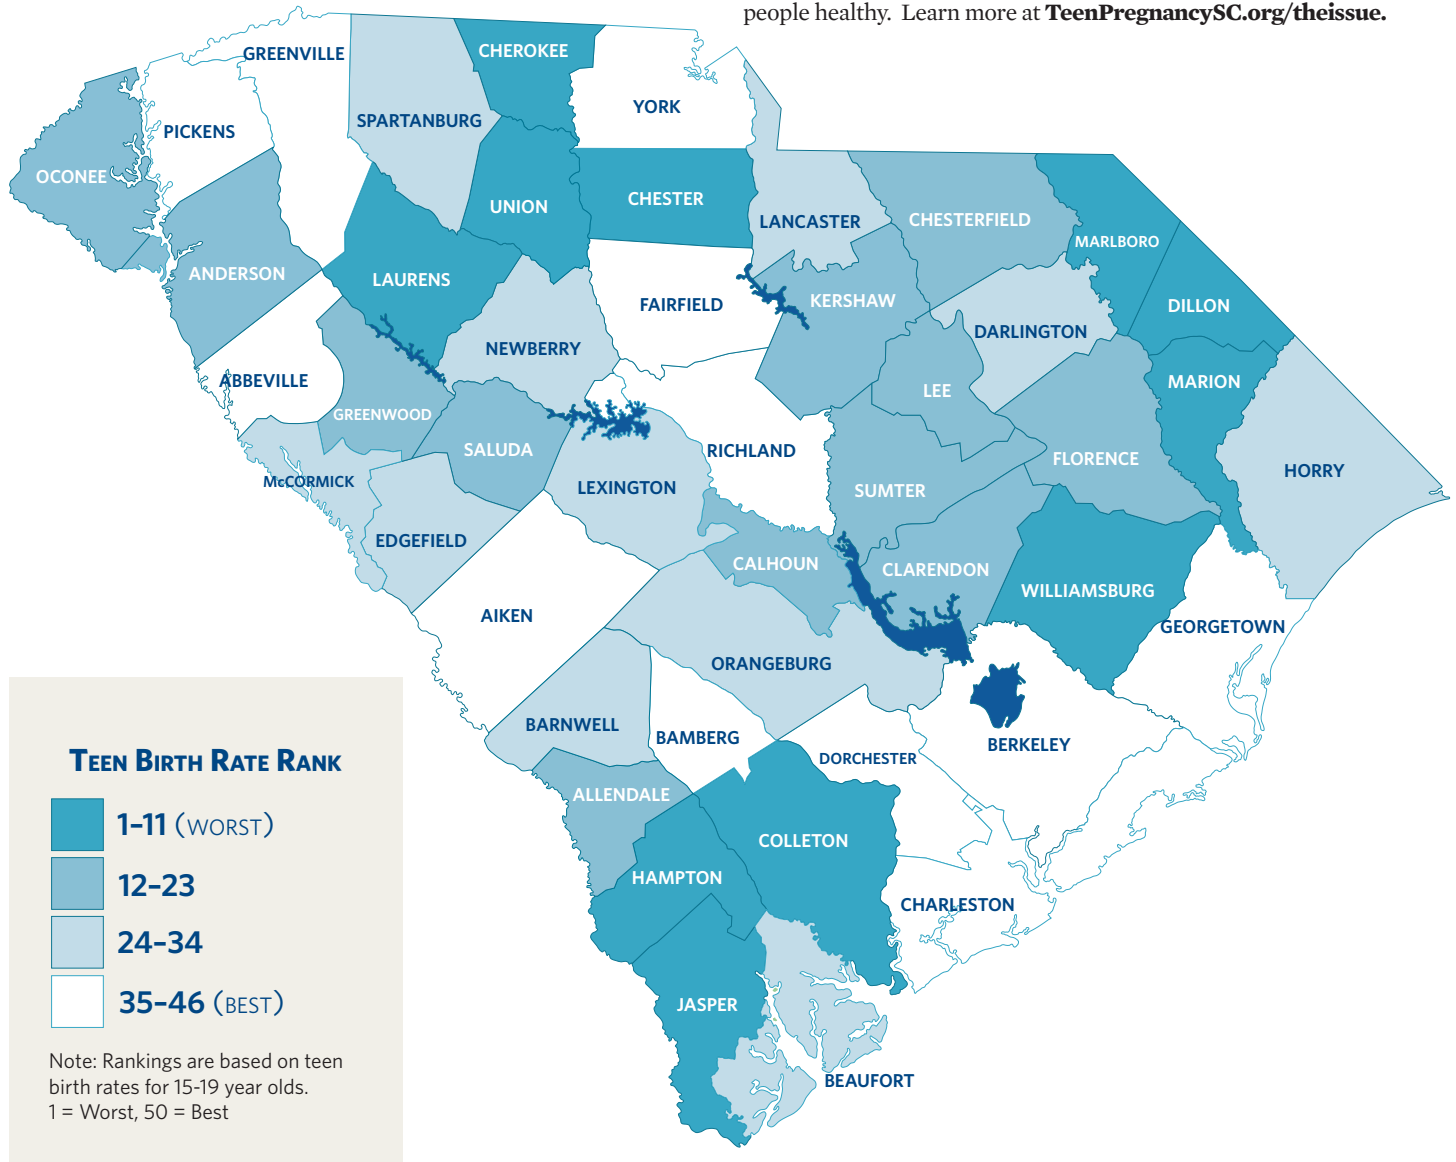 people healthy.  Learn more at TeenPregnancySC.org/theissue.
GREENVILLE
CHEROKEE
YORK
SPARTANBURG
PICKENS
OCONEE
UNION
CHESTER
LANCASTER
CHESTERFIELD
MARLBORO
ANDERSON
LAURENS
FAIRFIELD
KERSHAW
DILLON
DARLINGTON
NEWBERRY
ABBEVILLE
MARION
LEE
GREENWOOD
SALUDA
RICHLAND
FLORENCE
HORRY
McCORMICK
LEXINGTON
SUMTER
EDGEFIELD
CALHOUN
CLARENDON
WILLIAMSBURG
AIKEN
GEORGETOWN
ORANGEBURG
BARNWELL
BAMBERG
BERKELEY
DORCHESTER
ALLENDALE
COLLETON
HAMPTON
CHARLESTON
JASPER
BEAUFORT
TEEN BIRTH RATE RANK
1–11 (WORST)
12–23
24–34
35–46 (BEST)
Note: Rankings are based on teen
birth rates for 15-19 year olds.
1 = Worst, 50 = Best